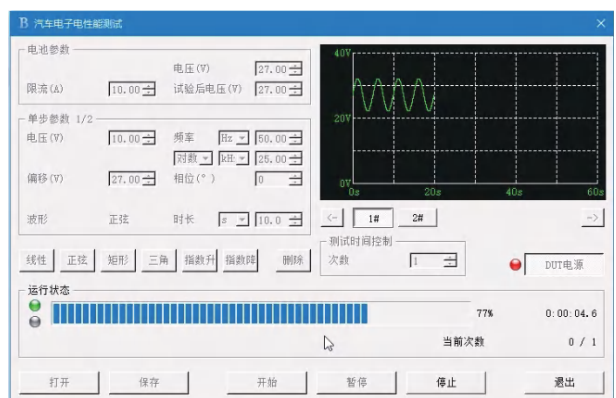 B 汽车电子电性能测试 ×
电池参数
电压(V) 27.00
限流(A) 10.00 试验后电压(V) 27.00
单步参数 1/2
电压(V) 10.00 频率 Hz 50.00
对数 kH: 25.00
偏移(V) 27.00 相位(°) 0
波形 正弦 时长 s 10.0
线性 正弦 矩形 三角 指数升 指数降 删除
40V
20V
0V
0s 20s 40s 60s
<- 1# 2# ->
测试时间控制
次数 1
DUT电源
运行状态
77% 0:00:04.6
当前次数 0 / 1
打开 保存 开始 暂停 停止 退出